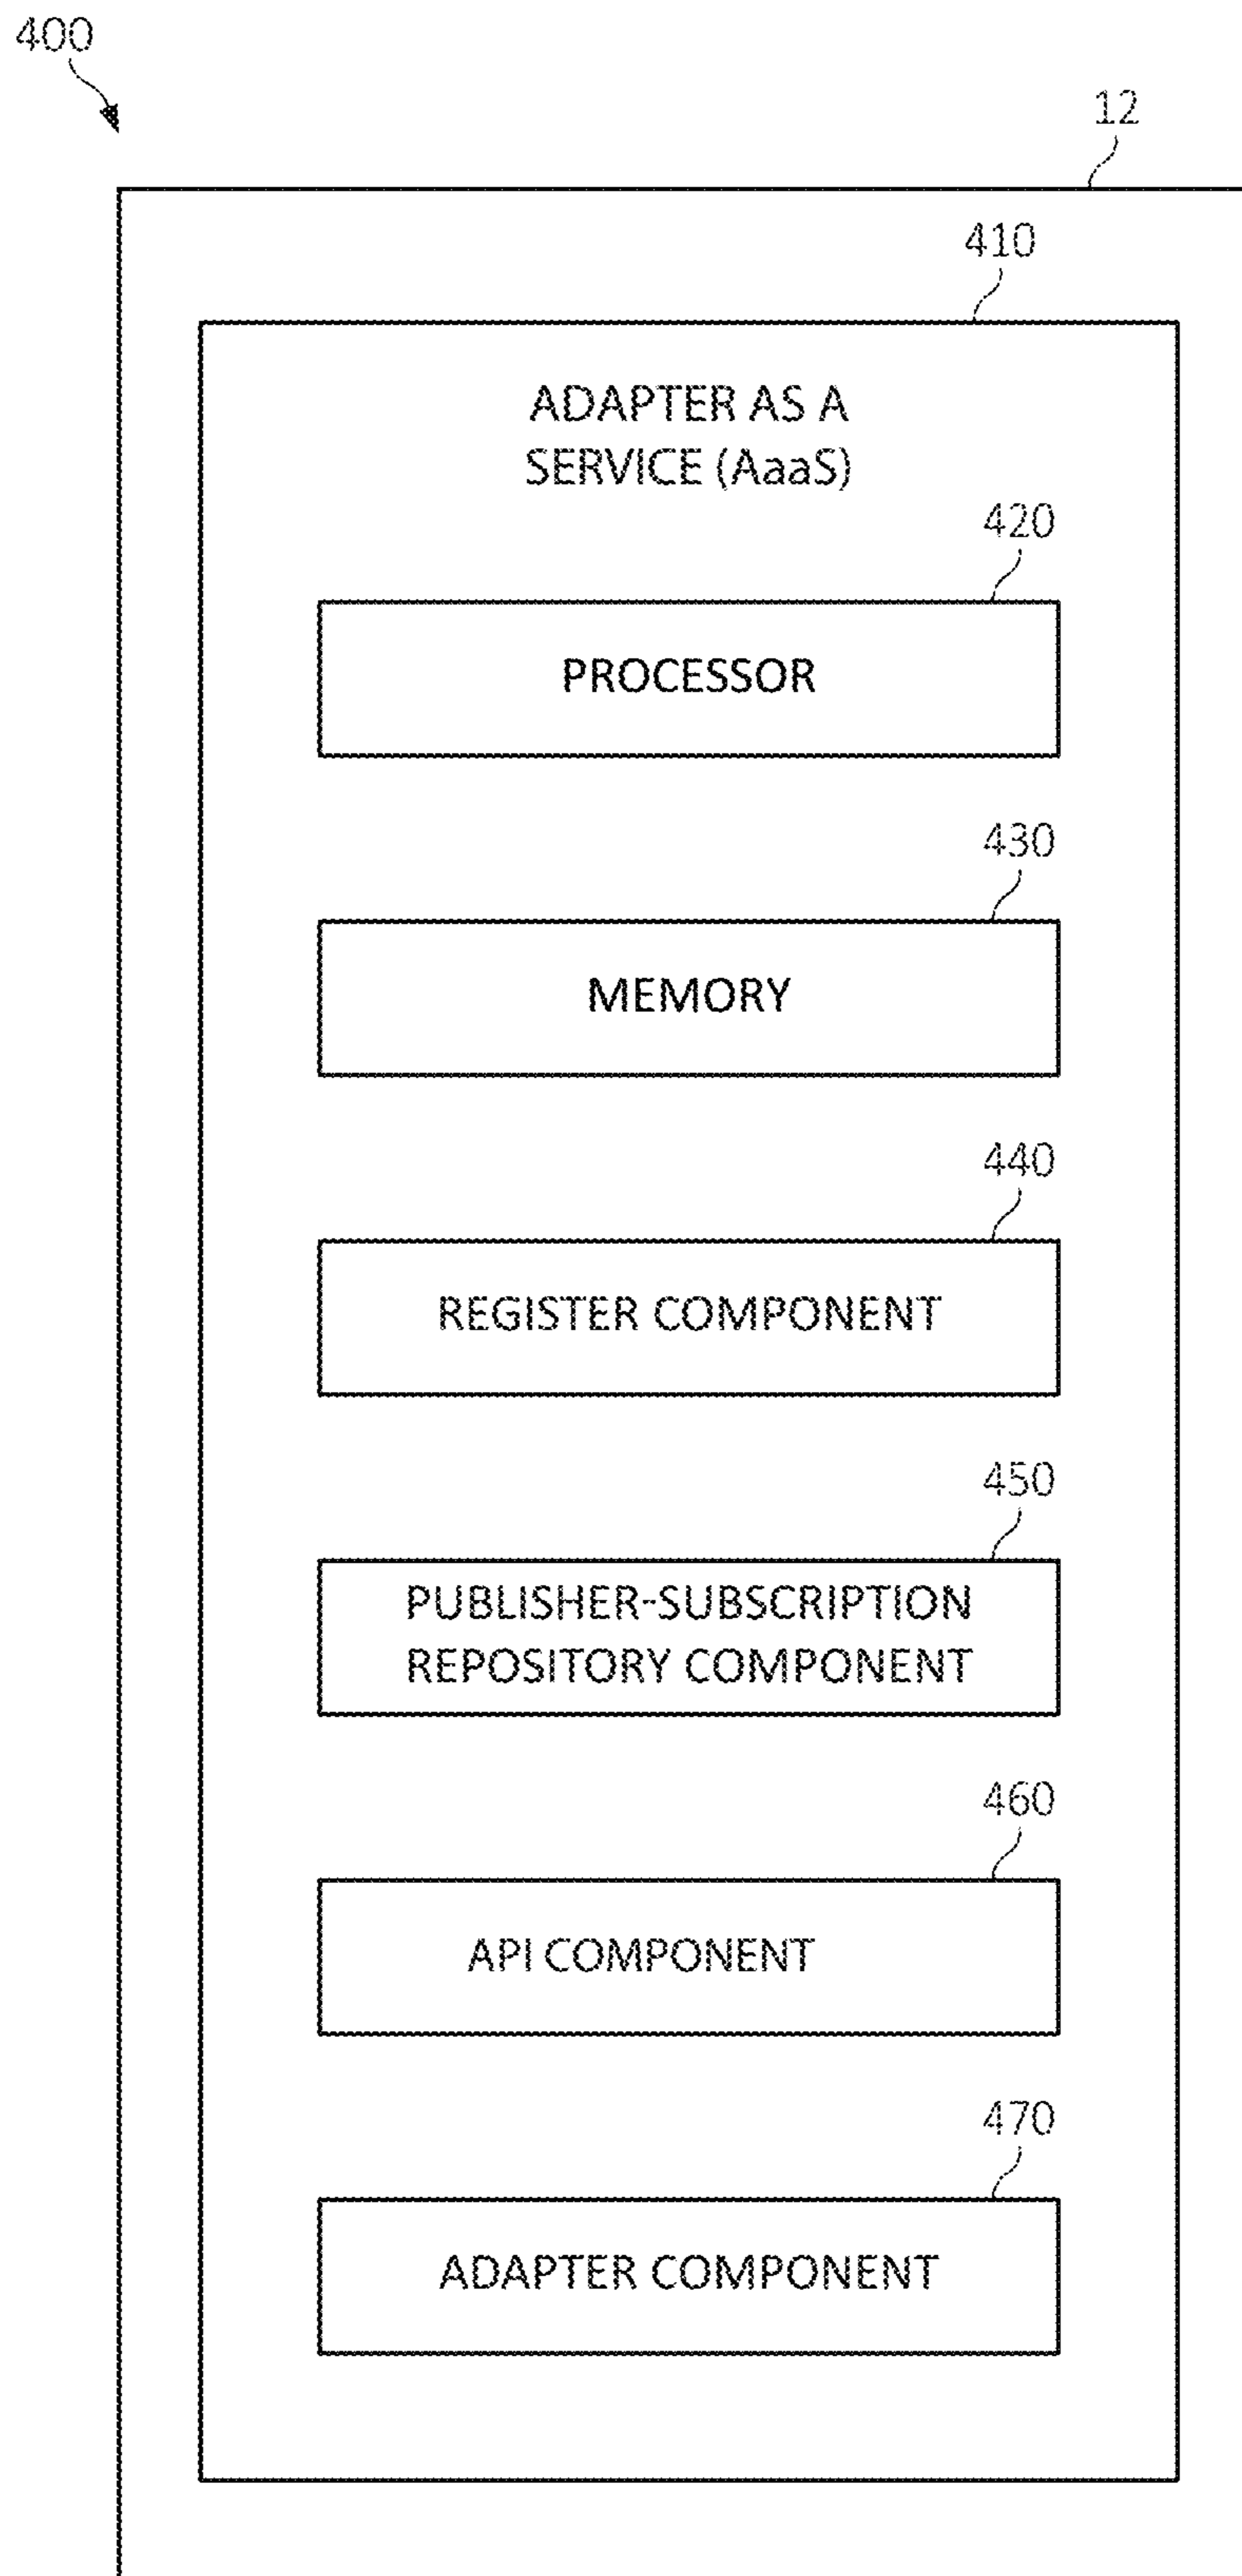 400
12
410
ADAPTER AS A
SERVICE (AaaS)
420
PROCESSOR
430
MEMORY
440
REGISTER COMPONENT
450
PUBLISHER-SUBSCRIPTION
REPOSITORY COMPONENT
460
API COMPONENT
470
ADAPTER COMPONENT